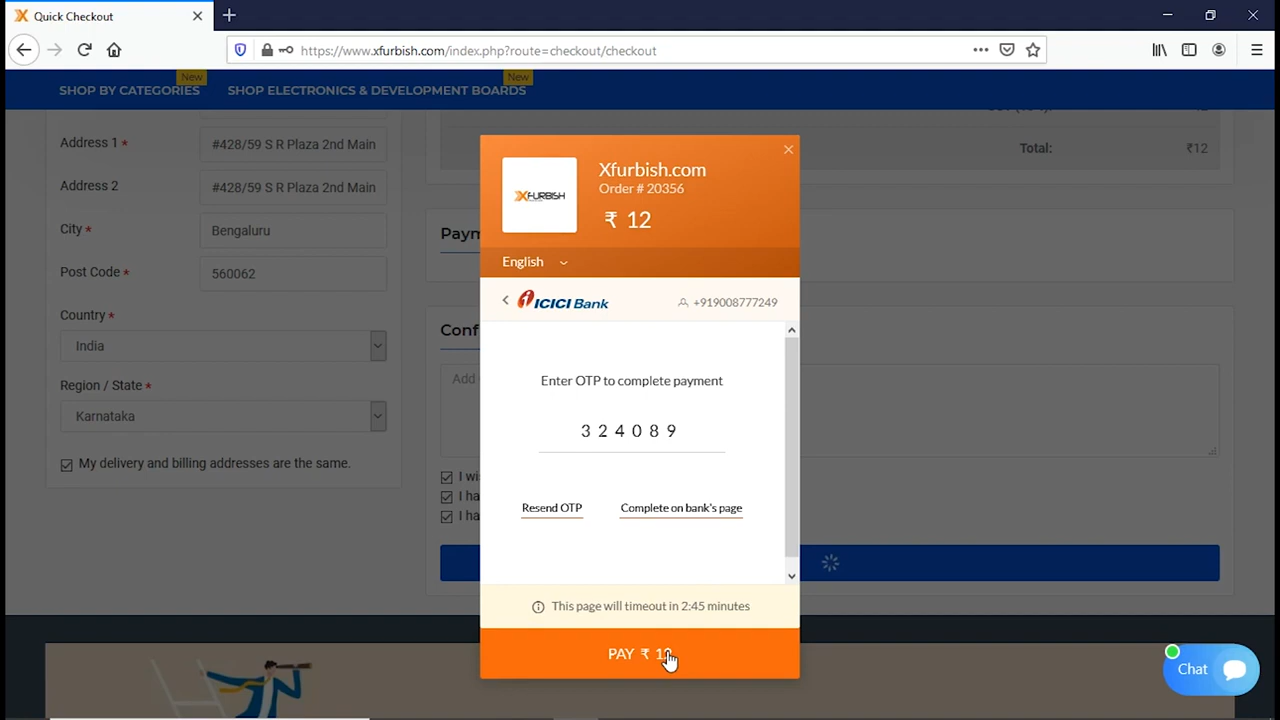 Quick Checkout
https://www.xfurbish.com/index.php?route=checkout/checkout
New
New
SHOP BY CATEGORIES
SHOP ELECTRONICS & DEVELOPMENT BOARDS
Address 1 *
#428/59 S R Plaza 2nd Main
Address 2
#428/59 S R Plaza 2nd Main
City *
Bengaluru
Post Code *
560062
Country *
India
Region / State *
Karnataka
My delivery and billing addresses are the same.
Total:
₹12
XFURBISH
Xfurbish.com
Order # 20356
₹ 12
English
ICICI Bank
+919008777249
Enter OTP to complete payment
3 2 4 0 8 9
Resend OTP
Complete on bank's page
This page will timeout in 2:45 minutes
PAY ₹
Add
I
I
I
Chat